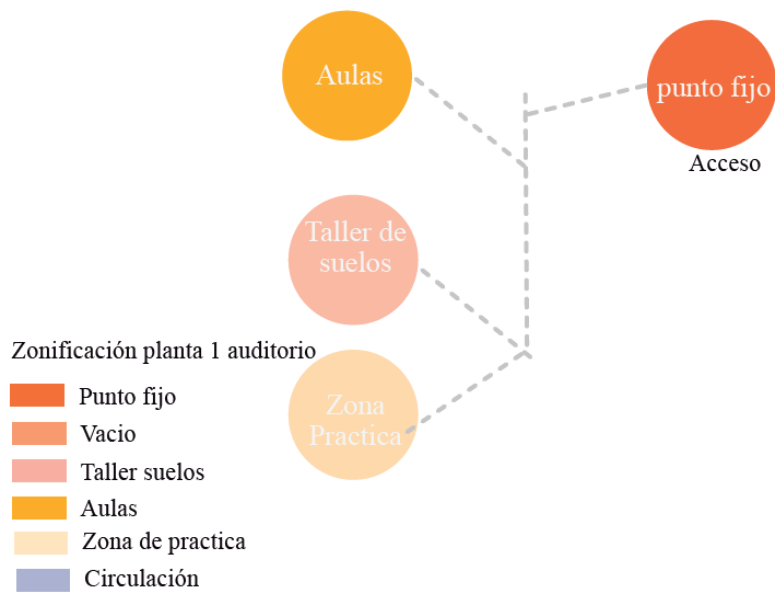 Aulas
punto fijo
Acceso
Taller de
suelos
Zona
Practica
Zonificación planta 1 auditorio
Punto fijo
Vacio
Taller suelos
Aulas
Zona de practica
Circulación